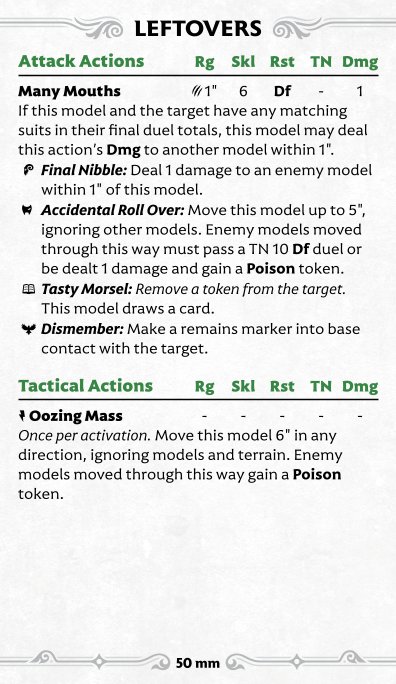 LEFTOVERS
Attack Actions Rg Skl Rst TN Dmg
Many Mouths 1" 6 Df - 1
If this model and the target have any matching
suits in their final duel totals, this model may deal
this action's Dmg to another model within 1".
Final Nibble: Deal 1 damage to an enemy model
within 1" of this model.
Accidental Roll Over: Move this model up to 5",
ignoring other models. Enemy models moved
through this way must pass a TN 10 Df duel or
be dealt 1 damage and gain a Poison token.
Tasty Morsel: Remove a token from the target.
This model draws a card.
Dismember: Make a remains marker into base
contact with the target.
Tactical Actions Rg Skl Rst TN Dmg
Oozing Mass - - - - -
Once per activation. Move this model 6" in any
direction, ignoring models and terrain. Enemy
models moved through this way gain a Poison
token.
50 mm